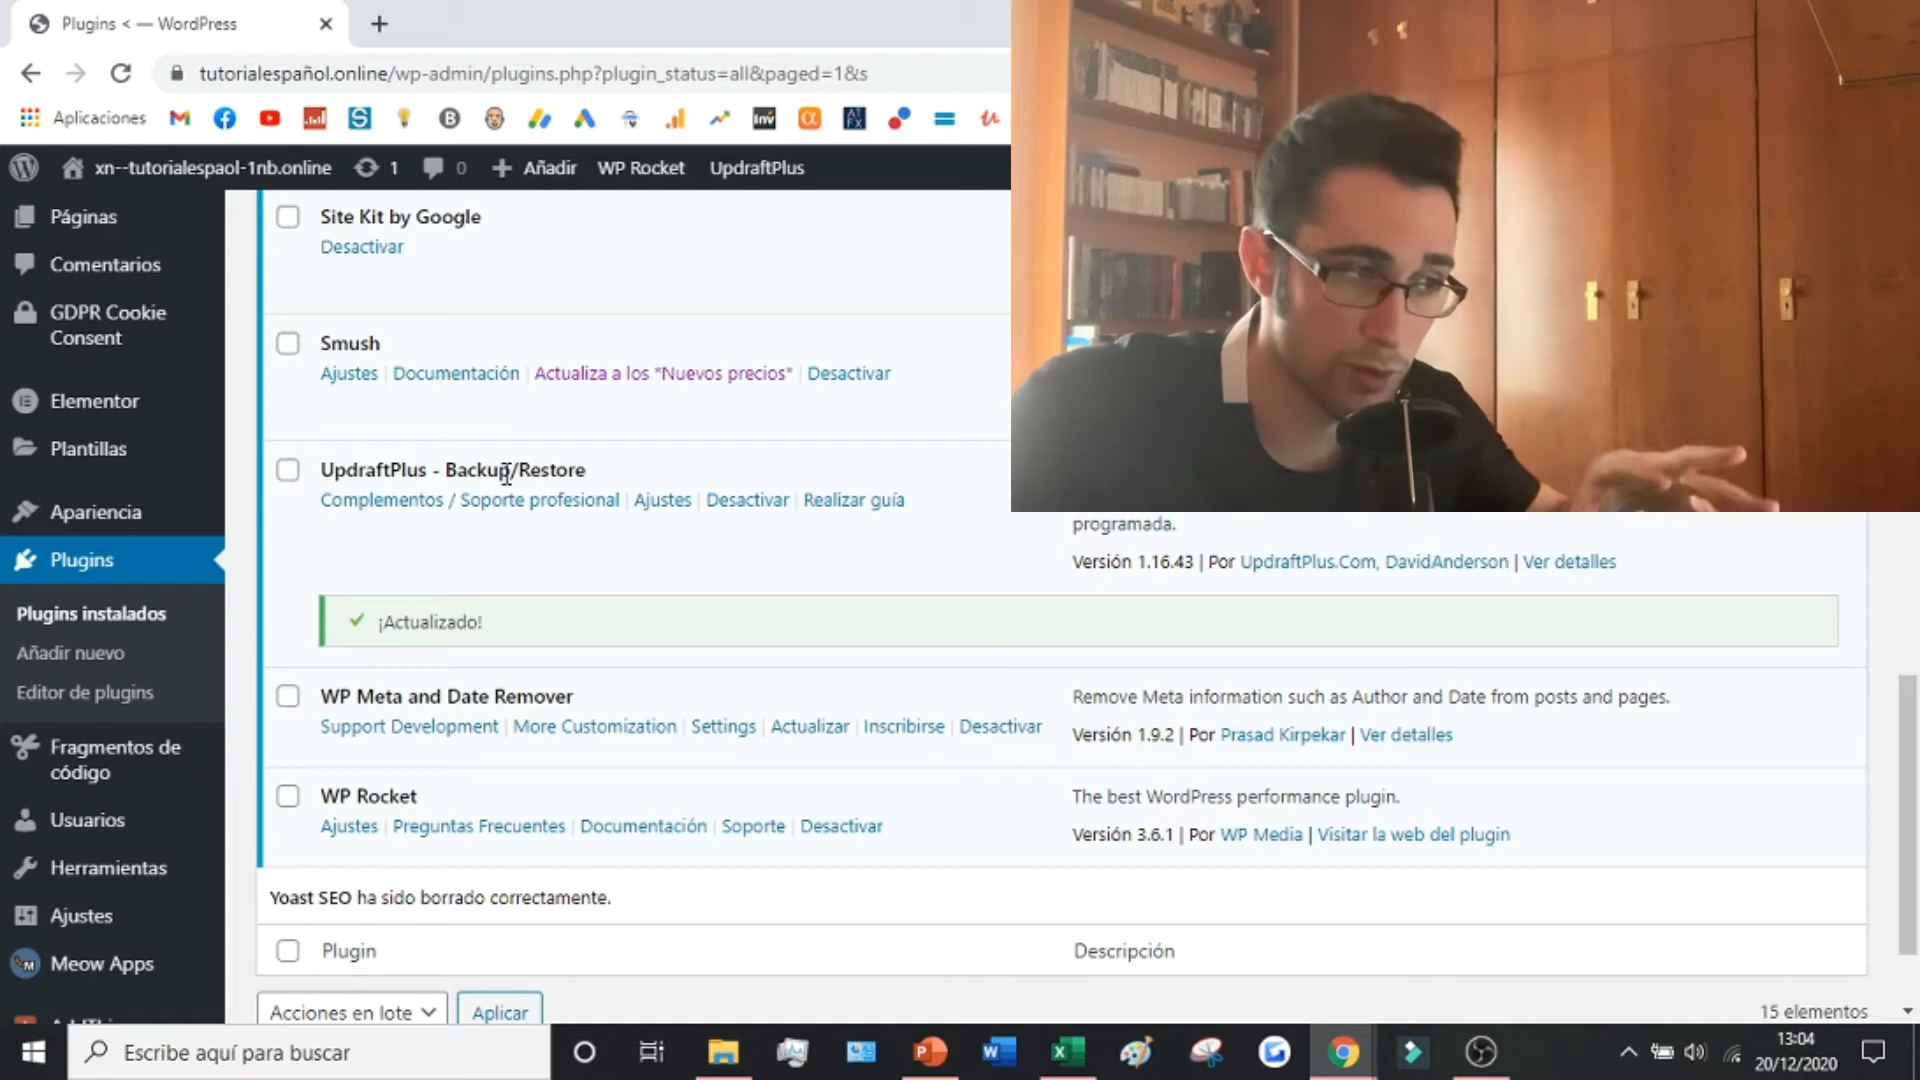 Plugins < — WordPress
tutorialespañol.online/wp-admin/plugins.php?plugin_status=all&paged=1&s
Aplicaciones
xn--tutorialespaol-1nb.online 1 0 Añadir WP Rocket UpdraftPlus
Páginas
Comentarios
GDPR Cookie
Consent
Elementor
Plantillas
Apariencia
Plugins
Plugins instalados
Añadir nuevo
Editor de plugins
Fragmentos de
código
Usuarios
Herramientas
Ajustes
Meow Apps
Site Kit by Google
Desactivar
Smush
Ajustes | Documentación | Actualiza a los *Nuevos precios* | Desactivar
UpdraftPlus - Backup/Restore
Complementos / Soporte profesional | Ajustes | Desactivar | Realizar guía
programada.
Versión 1.16.43 | Por UpdraftPlus.Com, DavidAnderson | Ver detalles
¡Actualizado!
WP Meta and Date Remover
Support Development | More Customization | Settings | Actualizar | Inscribirse | Desactivar
Remove Meta information such as Author and Date from posts and pages.
Versión 1.9.2 | Por Prasad Kirpekar | Ver detalles
WP Rocket
Ajustes | Preguntas Frecuentes | Documentación | Soporte | Desactivar
The best WordPress performance plugin.
Versión 3.6.1 | Por WP Media | Visitar la web del plugin
Yoast SEO ha sido borrado correctamente.
Plugin
Descripción
Acciones en lote
Aplicar
15 elementos
Escribe aquí para buscar
13:04
20/12/2020